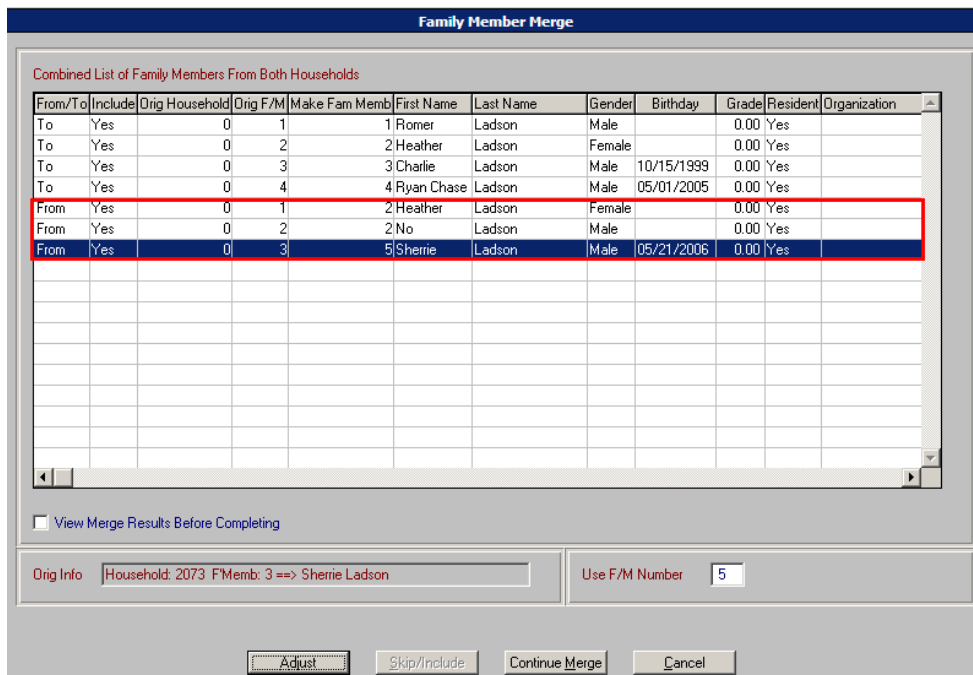 Family Member Merge
Combined List of Family Members From Both Households
From/To Include Orig Household Orig F/M Make Fam Memb First Name Last Name Gender Birthday Grade Resident Organization
To Yes 0 1 1 Romer Ladson Male 0.00 Yes
To Yes 0 2 2 Heather Ladson Female 0.00 Yes
To Yes 0 3 3 Charlie Ladson Male 10/15/1999 0.00 Yes
To Yes 0 4 4 Ryan Chase Ladson Male 05/01/2005 0.00 Yes
From Yes 0 1 2 Heather Ladson Female 0.00 Yes
From Yes 0 2 2 No Ladson Male 0.00 Yes
From Yes 0 3 5 Sherrie Ladson Male 05/21/2006 0.00 Yes
View Merge Results Before Completing
Orig Info Household: 2073 F'Memb: 3 ==> Sherrie Ladson Use F/M Number 5
Adjust Skip/Include Continue Merge Cancel